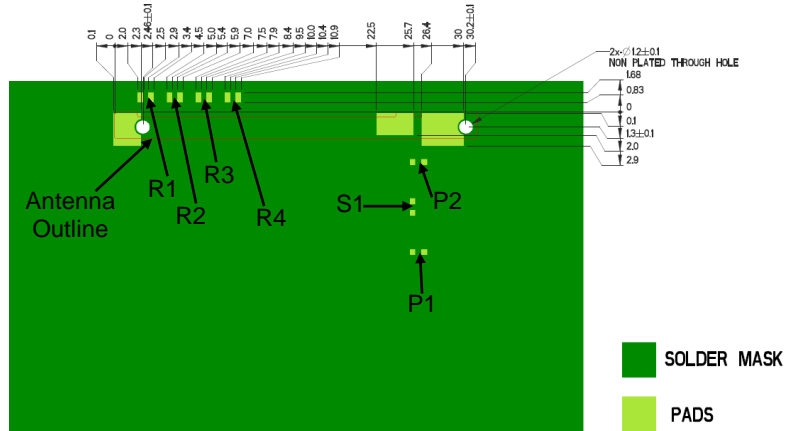 0.1
0
2.0
2.3
2.46±0.1
2.5
2.9
3.4
4.5
5.0
5.4
5.9
7.0
7.5
7.9
8.4
9.5
10.0
10.4
10.9
22.5
25.7
26.4
30
30.2±0.1
2x-∅1.2±0.1
NON PLATED THROUGH HOLE
1.68
0.83
0
0.1
1.3±0.1
2.0
2.9
R1
R2
R3
R4
Antenna
Outline
S1
P2
P1
SOLDER MASK
PADS